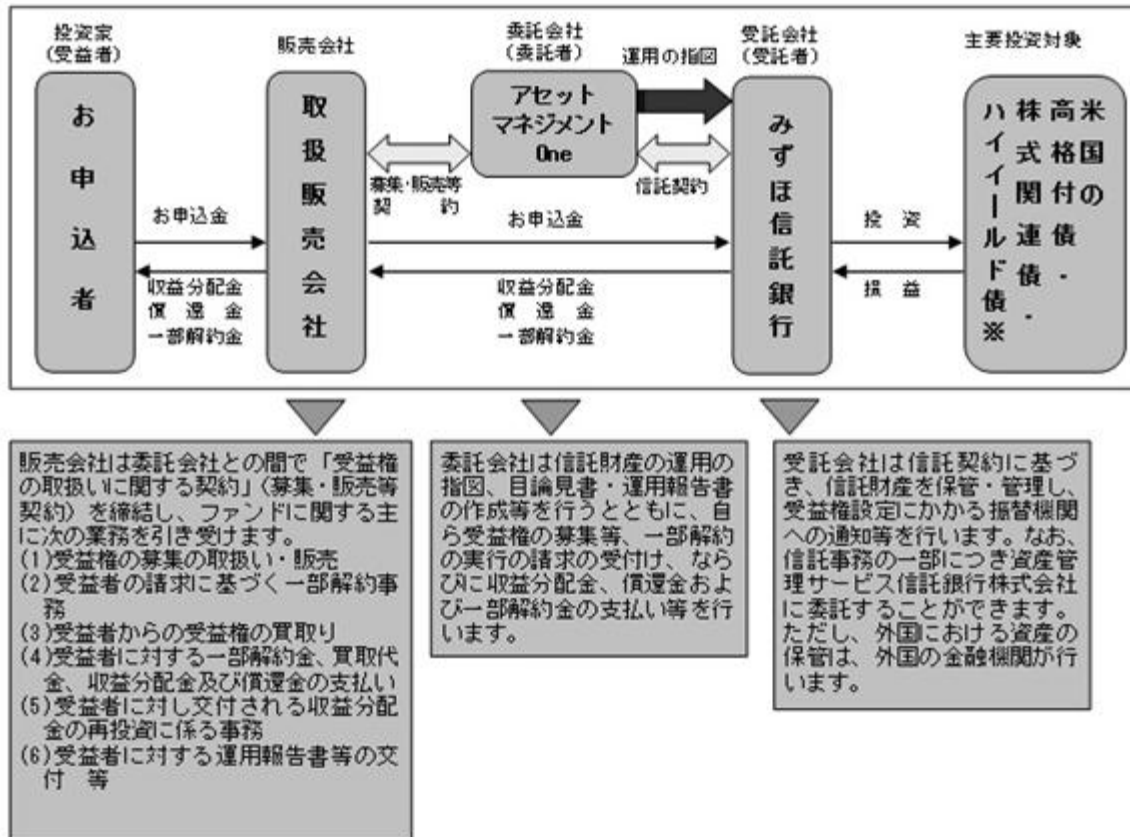 投資家
(受益者)
お申込者
販売会社
取扱販売会社
委託会社
(委託者)
アセット
マネジメント
One
運用の指図
受託会社
(受託者)
みずほ信託銀行
主要投資対象
米国の
高格付債・
株式関連債・
ハイイールド債※
募集・販売等
契約
信託契約
お申込金
収益分配金
償還金
一部解約金
お申込金
収益分配金
償還金
一部解約金
投資
損益
販売会社は委託会社との間で「受益権
の取扱いに関する契約」(募集・販売等
契約)を締結し、ファンドに関する主
に次の業務を引き受けます。
(1)受益権の募集の取扱い・販売
(2)受益者の請求に基づく一部解約事
務
(3)受益者からの受益権の買取り
(4)受益者に対する一部解約金、買取代
金、収益分配金及び償還金の支払い
(5)受益者に対し交付される収益分配
金の再投資に係る事務
(6)受益者に対する運用報告書等の交
付 等
委託会社は信託財産の運用の
指図、目論見書・運用報告書
の作成等を行うとともに、自
ら受益権の募集等、一部解約
の実行の請求の受付け、なら
びに収益分配金、償還金およ
び一部解約金の支払い等を行
います。
受託会社は信託契約に基づ
き、信託財産を保管・管理し、
受益権設定にかかる振替機関
への通知等を行います。なお、
信託事務の一部につき資産管
理サービス信託銀行株式会社
に委託することができます。
ただし、外国における資産の
保管は、外国の金融機関が行
います。